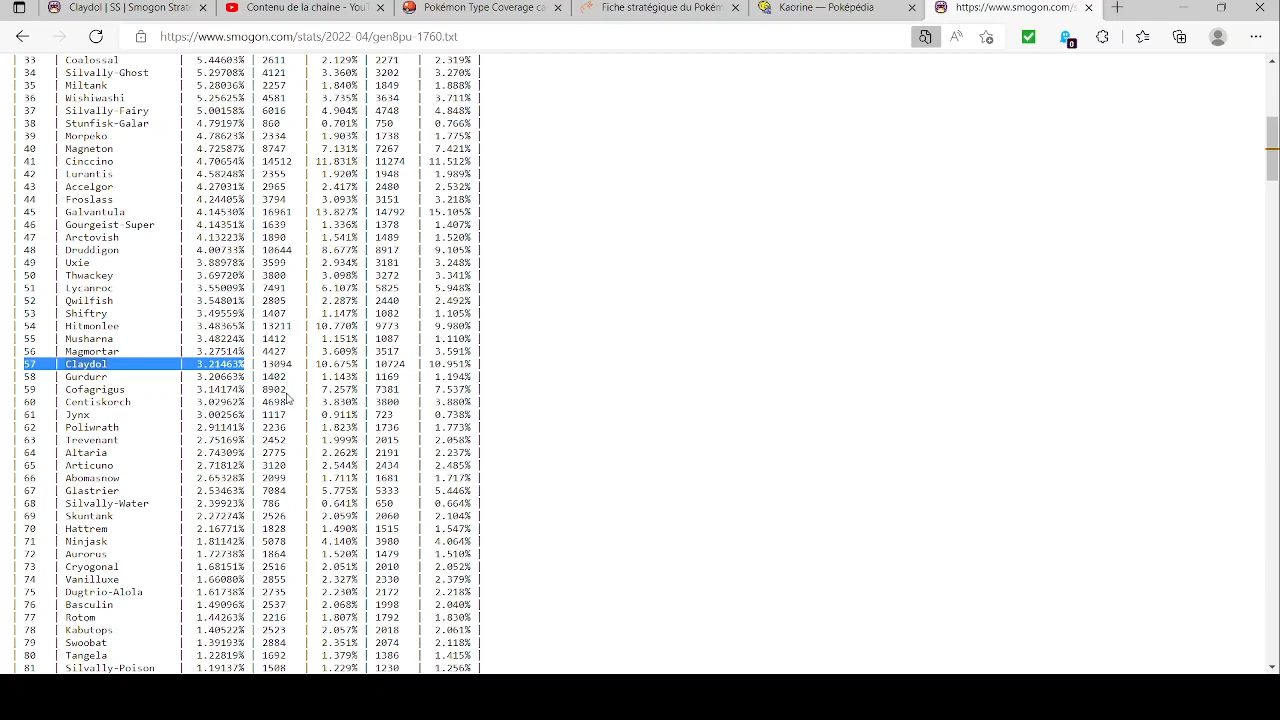 Claydol | SS | Smogon Strate
Contenu de la chaîne - YouT
Pokémon Type Coverage ca
Fiche stratégique du Pokém
Kaorine — Poképédia
https://www.smogon.com/s
https://www.smogon.com/stats/2022-04/gen8pu-1760.txt
0
| 33 | Coalossal | 5.44603% | 2611 | 2.129% | 2271 | 2.319% |
| 34 | Silvally-Ghost | 5.29708% | 4121 | 3.360% | 3202 | 3.270% |
| 35 | Miltank | 5.28036% | 2257 | 1.840% | 1849 | 1.888% |
| 36 | Wishiwashi | 5.25625% | 4581 | 3.735% | 3634 | 3.711% |
| 37 | Silvally-Fairy | 5.00158% | 6016 | 4.904% | 4748 | 4.848% |
| 38 | Stunfisk-Galar | 4.79197% | 860 | 0.701% | 750 | 0.766% |
| 39 | Morpeko | 4.78623% | 2334 | 1.903% | 1738 | 1.775% |
| 40 | Magneton | 4.72587% | 8747 | 7.131% | 7267 | 7.421% |
| 41 | Cinccino | 4.70654% | 14512 | 11.831% | 11274 | 11.512% |
| 42 | Lurantis | 4.58248% | 2355 | 1.920% | 1948 | 1.989% |
| 43 | Accelgor | 4.27031% | 2965 | 2.417% | 2480 | 2.532% |
| 44 | Froslass | 4.24405% | 3794 | 3.093% | 3151 | 3.218% |
| 45 | Galvantula | 4.14530% | 16961 | 13.827% | 14792 | 15.105% |
| 46 | Gourgeist-Super | 4.14351% | 1639 | 1.336% | 1378 | 1.407% |
| 47 | Arctovish | 4.13223% | 1890 | 1.541% | 1489 | 1.520% |
| 48 | Druddigon | 4.00733% | 10644 | 8.677% | 8917 | 9.105% |
| 49 | Uxie | 3.88978% | 3599 | 2.934% | 3181 | 3.248% |
| 50 | Thwackey | 3.69720% | 3800 | 3.098% | 3272 | 3.341% |
| 51 | Lycanroc | 3.55009% | 7491 | 6.107% | 5825 | 5.948% |
| 52 | Qwilfish | 3.54801% | 2805 | 2.287% | 2440 | 2.492% |
| 53 | Shiftry | 3.49559% | 1407 | 1.147% | 1082 | 1.105% |
| 54 | Hitmonlee | 3.48365% | 13211 | 10.770% | 9773 | 9.980% |
| 55 | Musharna | 3.48224% | 1412 | 1.151% | 1087 | 1.110% |
| 56 | Magmortar | 3.27514% | 4427 | 3.609% | 3517 | 3.591% |
| 57 | Claydol | 3.21463% | 13094 | 10.675% | 10724 | 10.951% |
| 58 | Gurdurr | 3.20663% | 1402 | 1.143% | 1169 | 1.194% |
| 59 | Cofagrigus | 3.14174% | 8902 | 7.257% | 7381 | 7.537% |
| 60 | Centiskorch | 3.02962% | 4698 | 3.830% | 3800 | 3.880% |
| 61 | Jynx | 3.00256% | 1117 | 0.911% | 723 | 0.738% |
| 62 | Poliwrath | 2.91141% | 2236 | 1.823% | 1736 | 1.773% |
| 63 | Trevenant | 2.75169% | 2452 | 1.999% | 2015 | 2.058% |
| 64 | Altaria | 2.74309% | 2775 | 2.262% | 2191 | 2.237% |
| 65 | Articuno | 2.71812% | 3120 | 2.544% | 2434 | 2.485% |
| 66 | Abomasnow | 2.65328% | 2099 | 1.711% | 1681 | 1.717% |
| 67 | Glastrier | 2.53463% | 7084 | 5.775% | 5333 | 5.446% |
| 68 | Silvally-Water | 2.39923% | 786 | 0.641% | 650 | 0.664% |
| 69 | Skuntank | 2.27274% | 2526 | 2.059% | 2060 | 2.104% |
| 70 | Hattrem | 2.16771% | 1828 | 1.490% | 1515 | 1.547% |
| 71 | Ninjask | 1.81142% | 5078 | 4.140% | 3980 | 4.064% |
| 72 | Aurorus | 1.72738% | 1864 | 1.520% | 1479 | 1.510% |
| 73 | Cryogonal | 1.68151% | 2516 | 2.051% | 2010 | 2.052% |
| 74 | Vanilluxe | 1.66080% | 2855 | 2.327% | 2330 | 2.379% |
| 75 | Dugtrio-Alola | 1.61738% | 2735 | 2.230% | 2172 | 2.218% |
| 76 | Basculin | 1.49096% | 2537 | 2.068% | 1998 | 2.040% |
| 77 | Rotom | 1.44263% | 2216 | 1.807% | 1792 | 1.830% |
| 78 | Kabutops | 1.40522% | 2523 | 2.057% | 2018 | 2.061% |
| 79 | Swoobat | 1.39193% | 2884 | 2.351% | 2074 | 2.118% |
| 80 | Tangela | 1.22819% | 1692 | 1.379% | 1386 | 1.415% |
| 81 | Silvally-Poison | 1.19137% | 1508 | 1.229% | 1230 | 1.256% |